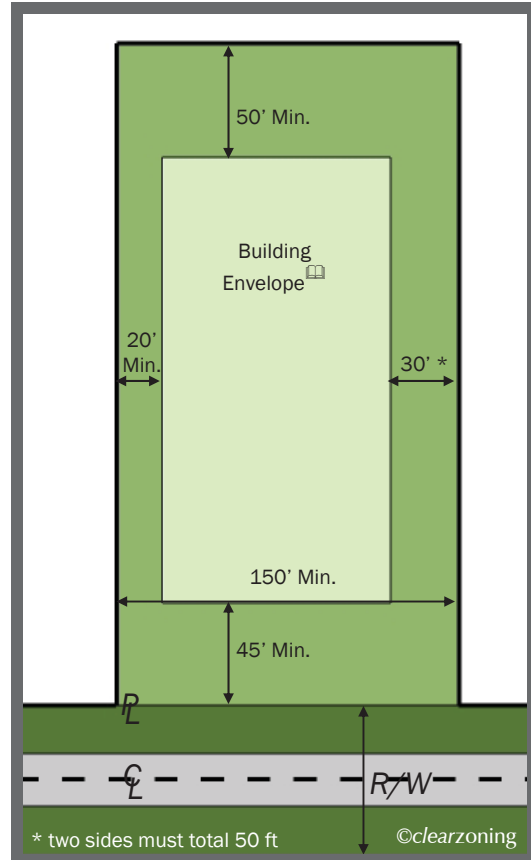 50’ Min.
Building
Envelope
20’
Min.
30’ *
150’ Min.
45’ Min.
PL
CL
R/W
* two sides must total 50 ft
©clearzoning